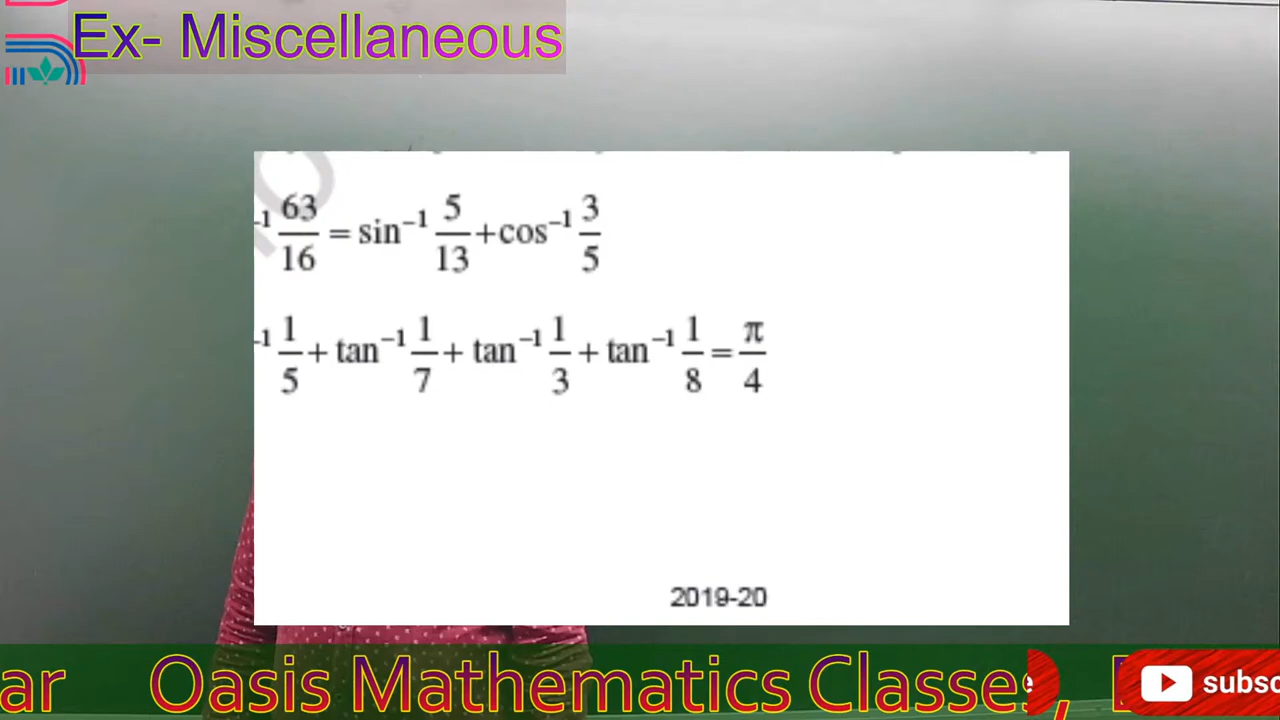 Ex- Miscellaneous
-1 63/16 = sin⁻¹ 5/13 + cos⁻¹ 3/5
-1 1/5 + tan⁻¹ 1/7 + tan⁻¹ 1/3 + tan⁻¹ 1/8 = π/4
2019-20
ar Oasis Mathematics Classes, subsc